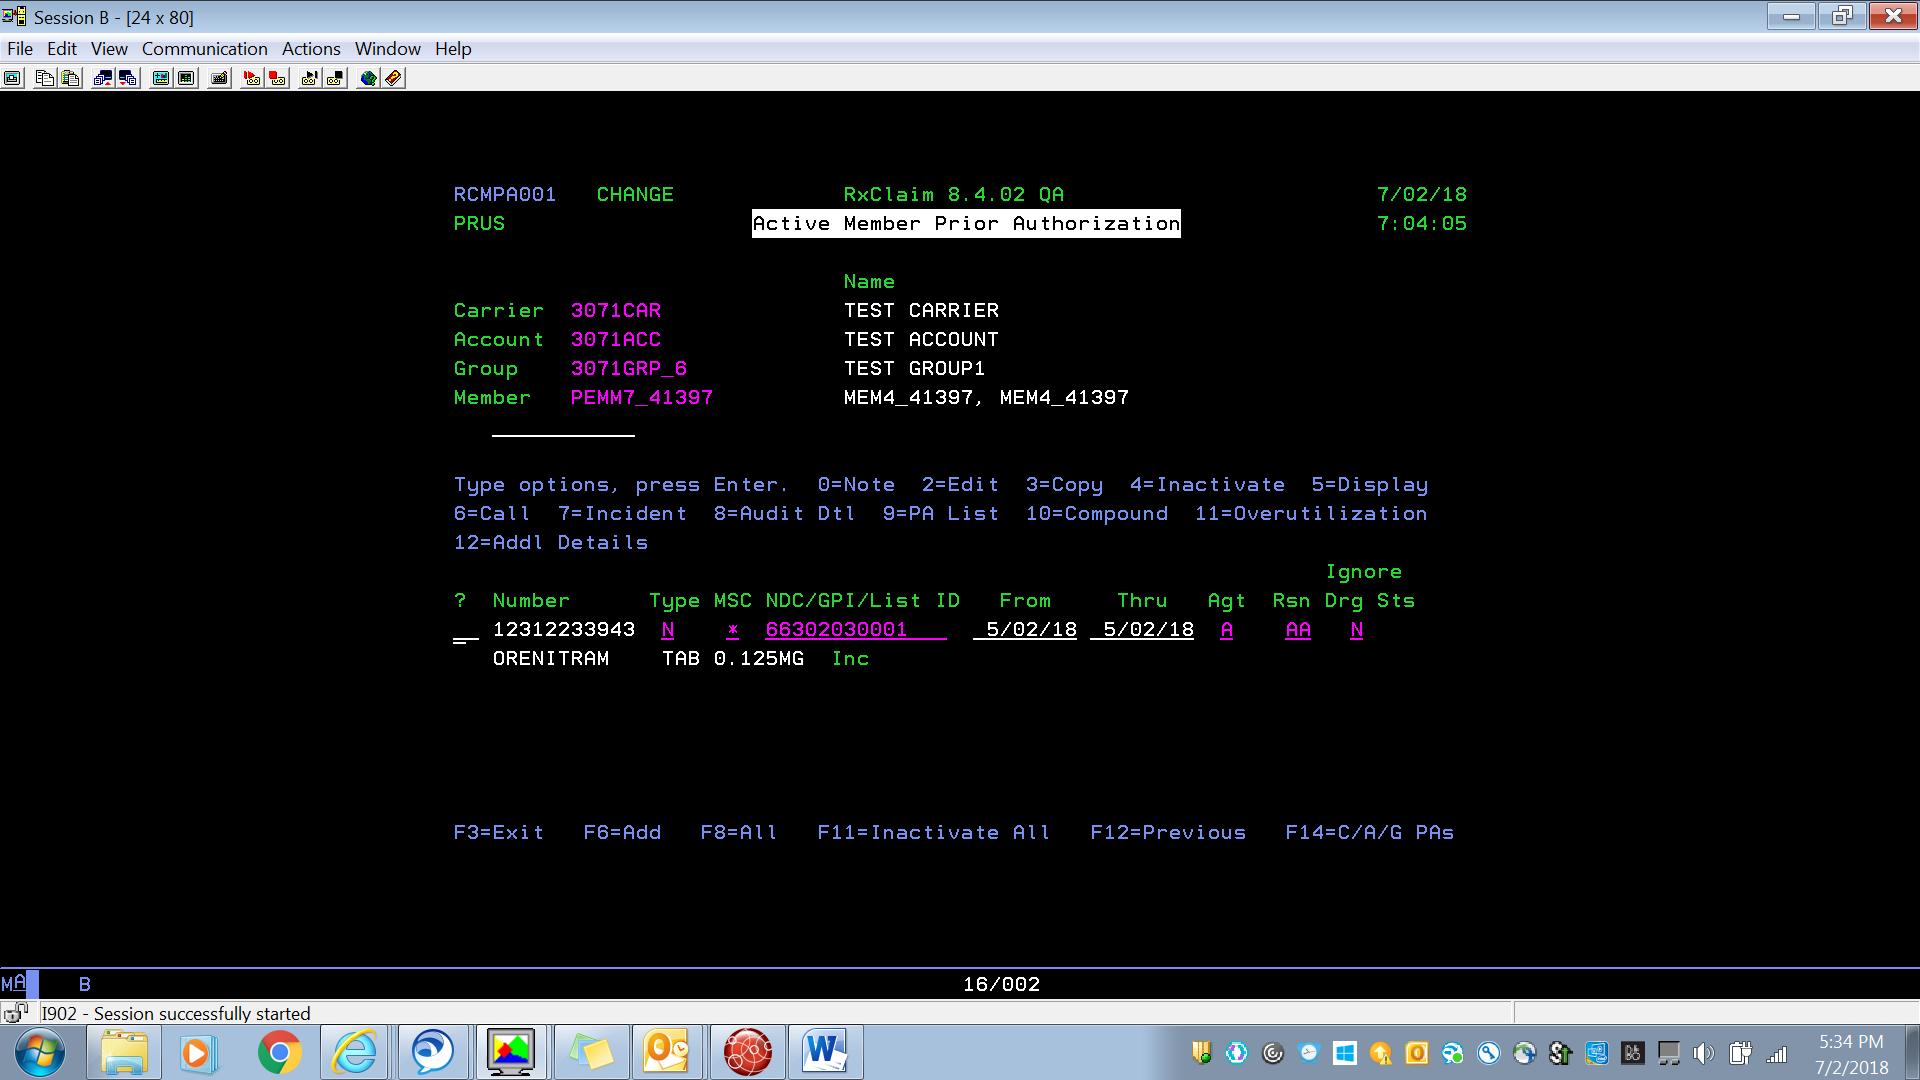 Session B - [24 x 80]
File Edit View Communication Actions Window Help
RCMPA001 CHANGE RxClaim 8.4.02 QA 7/02/18
PRUS Active Member Prior Authorization 7:04:05
Name
Carrier 3071CAR TEST CARRIER
Account 3071ACC TEST ACCOUNT
Group 3071GRP_6 TEST GROUP1
Member PEMM7_41397 MEM4_41397, MEM4_41397
Type options, press Enter. 0=Note 2=Edit 3=Copy 4=Inactivate 5=Display
6=Call 7=Incident 8=Audit Dtl 9=PA List 10=Compound 11=Overutilization
12=Addl Details
Ignore
? Number Type MSC NDC/GPI/List ID From Thru Agt Rsn Drg Sts
12312233943 N * 66302030001 5/02/18 5/02/18 A AA N
ORENITRAM TAB 0.125MG Inc
F3=Exit F6=Add F8=All F11=Inactivate All F12=Previous F14=C/A/G PAs
MA B 16/002
I902 - Session successfully started
5:34 PM
7/2/2018